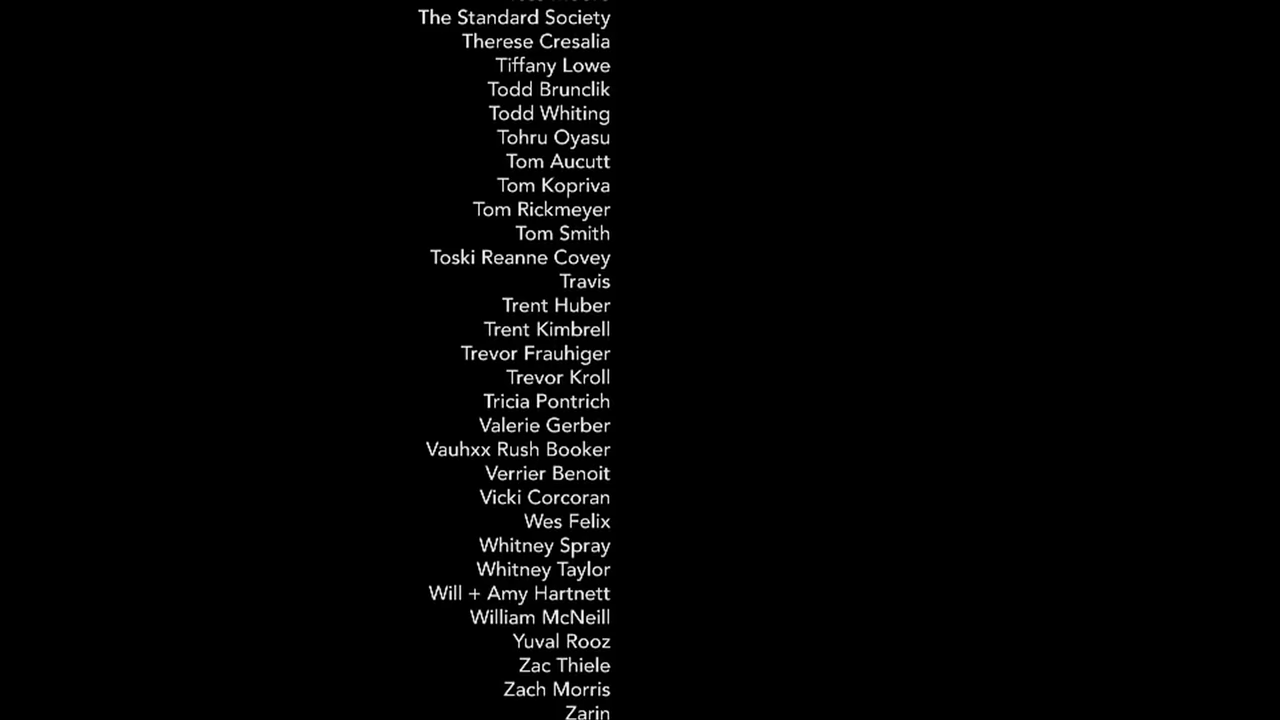 The Standard Society
Therese Cresalia
Tiffany Lowe
Todd Brunclik
Todd Whiting
Tohru Oyasu
Tom Aucutt
Tom Kopriva
Tom Rickmeyer
Tom Smith
Toski Reanne Covey
Travis
Trent Huber
Trent Kimbrell
Trevor Frauhiger
Trevor Kroll
Tricia Pontrich
Valerie Gerber
Vauhxx Rush Booker
Verrier Benoit
Vicki Corcoran
Wes Felix
Whitney Spray
Whitney Taylor
Will + Amy Hartnett
William McNeill
Yuval Rooz
Zac Thiele
Zach Morris
Zarin